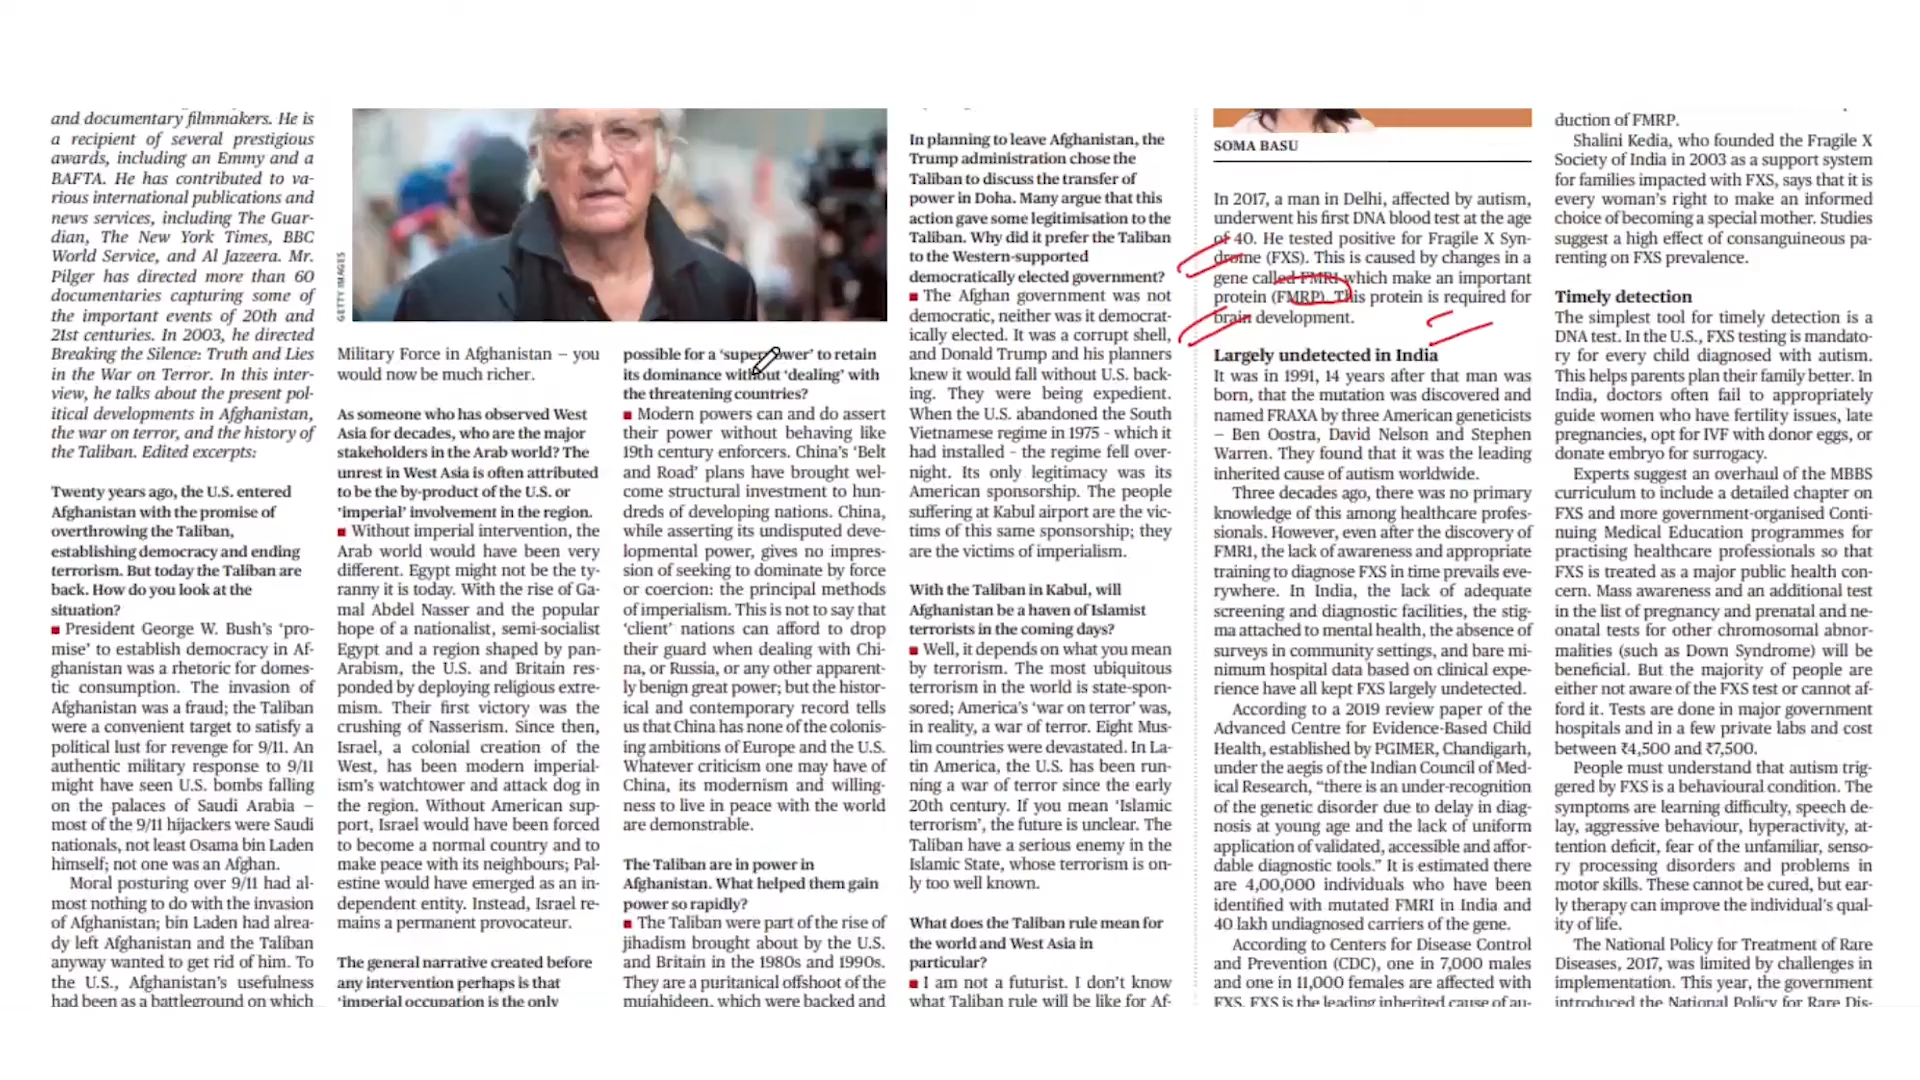 and documentary filmmakers. He is
a recipient of several prestigious
awards, including an Emmy and a
BAFTA. He has contributed to va-
rious international publications and
news services, including The Guar-
dian, The New York Times, BBC
World Service, and Al Jazeera. Mr.
Pilger has directed more than 60
documentaries capturing some of
the important events of 20th and
21st centuries. In 2003, he directed
Breaking the Silence: Truth and Lies
in the War on Terror. In this inter-
view, he talks about the present pol-
itical developments in Afghanistan,
the war on terror, and the history of
the Taliban. Edited excerpts:
Twenty years ago, the U.S. entered
Afghanistan with the promise of
overthrowing the Taliban,
establishing democracy and ending
terrorism. But today the Taliban are
back. How do you look at the
situation?
President George W. Bush's 'pro-
mise' to establish democracy in Af-
ghanistan was a rhetoric for domes-
tic consumption. The invasion of
Afghanistan was a fraud; the Taliban
were a convenient target to satisfy a
political lust for revenge for 9/11. An
authentic military response to 9/11
might have seen U.S. bombs falling
on the palaces of Saudi Arabia –
most of the 9/11 hijackers were Saudi
nationals, not least Osama bin Laden
himself; not one was an Afghan.
Moral posturing over 9/11 had al-
most nothing to do with the invasion
of Afghanistan; bin Laden had alrea-
dy left Afghanistan and the Taliban
anyway wanted to get rid of him. To
the U.S., Afghanistan's usefulness
had been as a battleground on which
GETTY IMAGES
Military Force in Afghanistan – you
would now be much richer.
As someone who has observed West
Asia for decades, who are the major
stakeholders in the Arab world? The
unrest in West Asia is often attributed
to be the by-product of the U.S. or
'imperial' involvement in the region.
Without imperial intervention, the
Arab world would have been very
different. Egypt might not be the ty-
ranny it is today. With the rise of Ga-
mal Abdel Nasser and the popular
hope of a nationalist, semi-socialist
Egypt and a region shaped by pan-
Arabism, the U.S. and Britain res-
ponded by deploying religious extre-
mism. Their first victory was the
crushing of Nasserism. Since then,
Israel, a colonial creation of the
West, has been modern imperial-
ism's watchtower and attack dog in
the region. Without American sup-
port, Israel would have been forced
to become a normal country and to
make peace with its neighbours; Pal-
estine would have emerged as an in-
dependent entity. Instead, Israel re-
mains a permanent provocateur.
The general narrative created before
any intervention perhaps is that
'imperial occupation is the only
possible for a 'superpower' to retain
its dominance without 'dealing' with
the threatening countries?
Modern powers can and do assert
their power without behaving like
19th century enforcers. China's 'Belt
and Road' plans have brought wel-
come structural investment to hun-
dreds of developing nations. China,
while asserting its undisputed deve-
lopmental power, gives no impres-
sion of seeking to dominate by force
or coercion: the principal methods
of imperialism. This is not to say that
'client' nations can afford to drop
their guard when dealing with Chi-
na, or Russia, or any other apparent-
ly benign great power; but the histor-
ical and contemporary record tells
us that China has none of the colonis-
ing ambitions of Europe and the U.S.
Whatever criticism one may have of
China, its modernism and willing-
ness to live in peace with the world
are demonstrable.
The Taliban are in power in
Afghanistan. What helped them gain
power so rapidly?
The Taliban were part of the rise of
jihadism brought about by the U.S.
and Britain in the 1980s and 1990s.
They are a puritanical offshoot of the
mujahideen, which were backed and
In planning to leave Afghanistan, the
Trump administration chose the
Taliban to discuss the transfer of
power in Doha. Many argue that this
action gave some legitimisation to the
Taliban. Why did it prefer the Taliban
to the Western-supported
democratically elected government?
The Afghan government was not
democratic, neither was it democrat-
ically elected. It was a corrupt shell,
and Donald Trump and his planners
knew it would fall without U.S. back-
ing. They were being expedient.
When the U.S. abandoned the South
Vietnamese regime in 1975 - which it
had installed - the regime fell over-
night. Its only legitimacy was its
American sponsorship. The people
suffering at Kabul airport are the vic-
tims of this same sponsorship; they
are the victims of imperialism.
With the Taliban in Kabul, will
Afghanistan be a haven of Islamist
terrorists in the coming days?
Well, it depends on what you mean
by terrorism. The most ubiquitous
terrorism in the world is state-spon-
sored; America's 'war on terror' was,
in reality, a war of terror. Eight Mus-
lim countries were devastated. In La-
tin America, the U.S. has been run-
ning a war of terror since the early
20th century. If you mean 'Islamic
terrorism', the future is unclear. The
Taliban have a serious enemy in the
Islamic State, whose terrorism is on-
ly too well known.
What does the Taliban rule mean for
the world and West Asia in
particular?
I am not a futurist. I don't know
what Taliban rule will be like for Af-
SOMA BASU
In 2017, a man in Delhi, affected by autism,
underwent his first DNA blood test at the age
of 40. He tested positive for Fragile X Syn-
drome (FXS). This is caused by changes in a
gene called FMR1 which make an important
protein (FMRP). This protein is required for
brain development.
Largely undetected in India
It was in 1991, 14 years after that man was
born, that the mutation was discovered and
named FRAXA by three American geneticists
– Ben Oostra, David Nelson and Stephen
Warren. They found that it was the leading
inherited cause of autism worldwide.
Three decades ago, there was no primary
knowledge of this among healthcare profes-
sionals. However, even after the discovery of
FMR1, the lack of awareness and appropriate
training to diagnose FXS in time prevails eve-
rywhere. In India, the lack of adequate
screening and diagnostic facilities, the stig-
ma attached to mental health, the absence of
surveys in community settings, and bare mi-
nimum hospital data based on clinical expe-
rience have all kept FXS largely undetected.
According to a 2019 review paper of the
Advanced Centre for Evidence-Based Child
Health, established by PGIMER, Chandigarh,
under the aegis of the Indian Council of Med-
ical Research, "there is an under-recognition
of the genetic disorder due to delay in diag-
nosis at young age and the lack of uniform
application of validated, accessible and affor-
dable diagnostic tools." It is estimated there
are 4,00,000 individuals who have been
identified with mutated FMR1 in India and
40 lakh undiagnosed carriers of the gene.
According to Centers for Disease Control
and Prevention (CDC), one in 7,000 males
and one in 11,000 females are affected with
FXS. FXS is the leading inherited cause of au-
duction of FMRP.
Shalini Kedia, who founded the Fragile X
Society of India in 2003 as a support system
for families impacted with FXS, says that it is
every woman's right to make an informed
choice of becoming a special mother. Studies
suggest a high effect of consanguineous pa-
renting on FXS prevalence.
Timely detection
The simplest tool for timely detection is a
DNA test. In the U.S., FXS testing is mandato-
ry for every child diagnosed with autism.
This helps parents plan their family better. In
India, doctors often fail to appropriately
guide women who have fertility issues, late
pregnancies, opt for IVF with donor eggs, or
donate embryo for surrogacy.
Experts suggest an overhaul of the MBBS
curriculum to include a detailed chapter on
FXS and more government-organised Conti-
nuing Medical Education programmes for
practising healthcare professionals so that
FXS is treated as a major public health con-
cern. Mass awareness and an additional test
in the list of pregnancy and prenatal and ne-
onatal tests for other chromosomal abnor-
malities (such as Down Syndrome) will be
beneficial. But the majority of people are
either not aware of the FXS test or cannot af-
ford it. Tests are done in major government
hospitals and in a few private labs and cost
between ₹4,500 and ₹7,500.
People must understand that autism trig-
gered by FXS is a behavioural condition. The
symptoms are learning difficulty, speech de-
lay, aggressive behaviour, hyperactivity, at-
tention deficit, fear of the unfamiliar, senso-
ry processing disorders and problems in
motor skills. These cannot be cured, but ear-
ly therapy can improve the individual's qual-
ity of life.
The National Policy for Treatment of Rare
Diseases, 2017, was limited by challenges in
implementation. This year, the government
introduced the National Policy for Rare Dis-